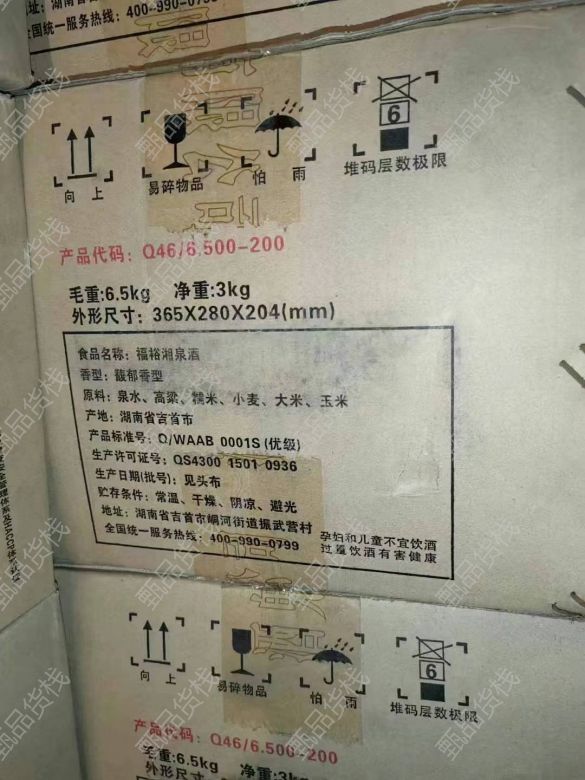 址：湖南省吉首
全国统一服务热线：400-990-0799
向 上
易碎物品
怕 雨
6
堆码层数极限
产品代码：Q46/6.500-200
毛重:6.5kg 净重:3kg
外形尺寸：365X280X204(mm)
食品名称：福裕湘泉酒
香型：馥郁香型
原料：泉水、高粱、糯米、小麦、大米、玉米
产地：湖南省吉首市
产品标准号：Q/WAAB 0001S (优级)
生产许可证号：QS4300 1501 0936
生产日期(批号)：见头布
贮存条件：常温、干燥、阴凉、避光
地址：湖南省吉首市峒河街道振武营村
全国统一服务热线：400-990-0799
孕妇和儿童不宜饮酒
过量饮酒有害健康
向 上
易碎物品
怕 雨
6
堆码层数极限
产品代码：Q46/6.500-200
毛重:6.5kg 净重:3kg
外形尺寸：365X280X204(mm)
甄品货栈